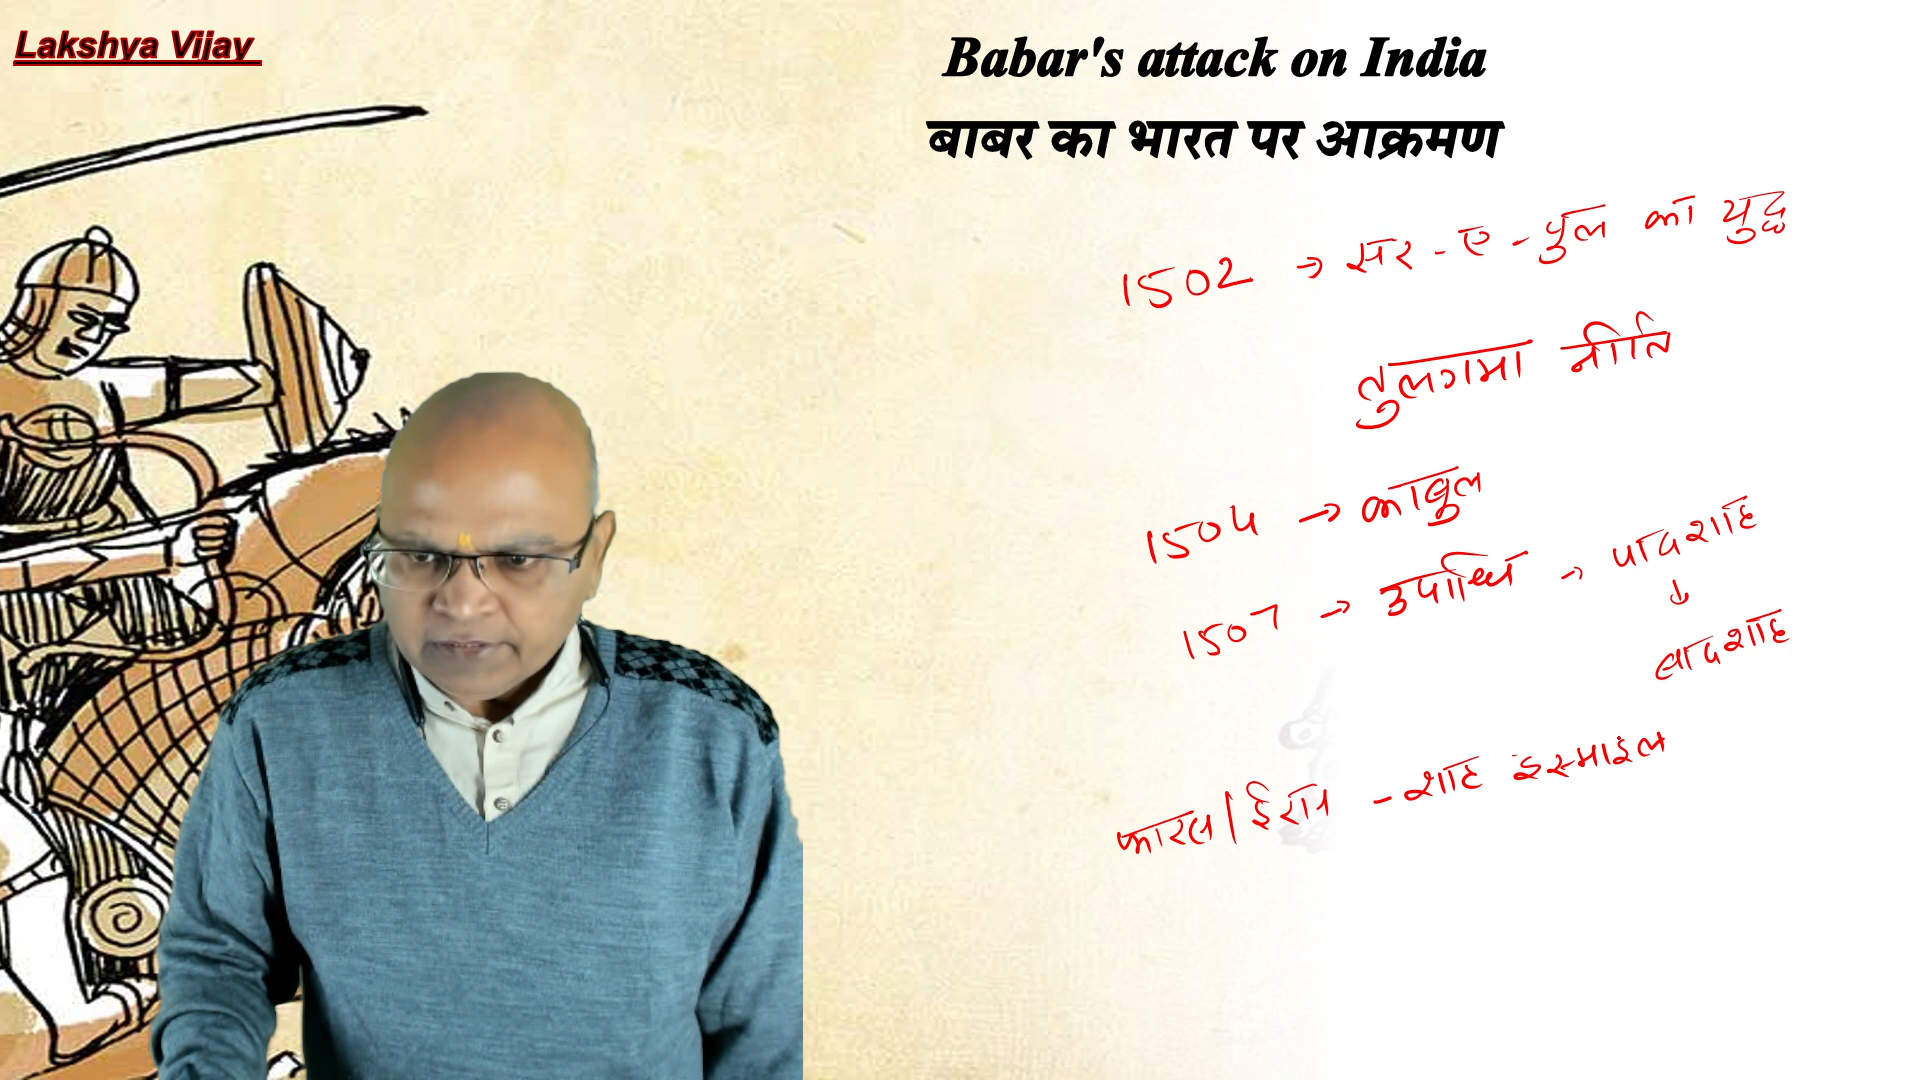 Lakshya Vijay
Babar's attack on India
बाबर का भारत पर आक्रमण
1502 → सर-ए-पुल का युद्ध
तुलगमा नीति
1504 → काबुल
1507 → उपाधि → पादशाह
↓
बादशाह
फारस/ईरान - शाह इस्माइल